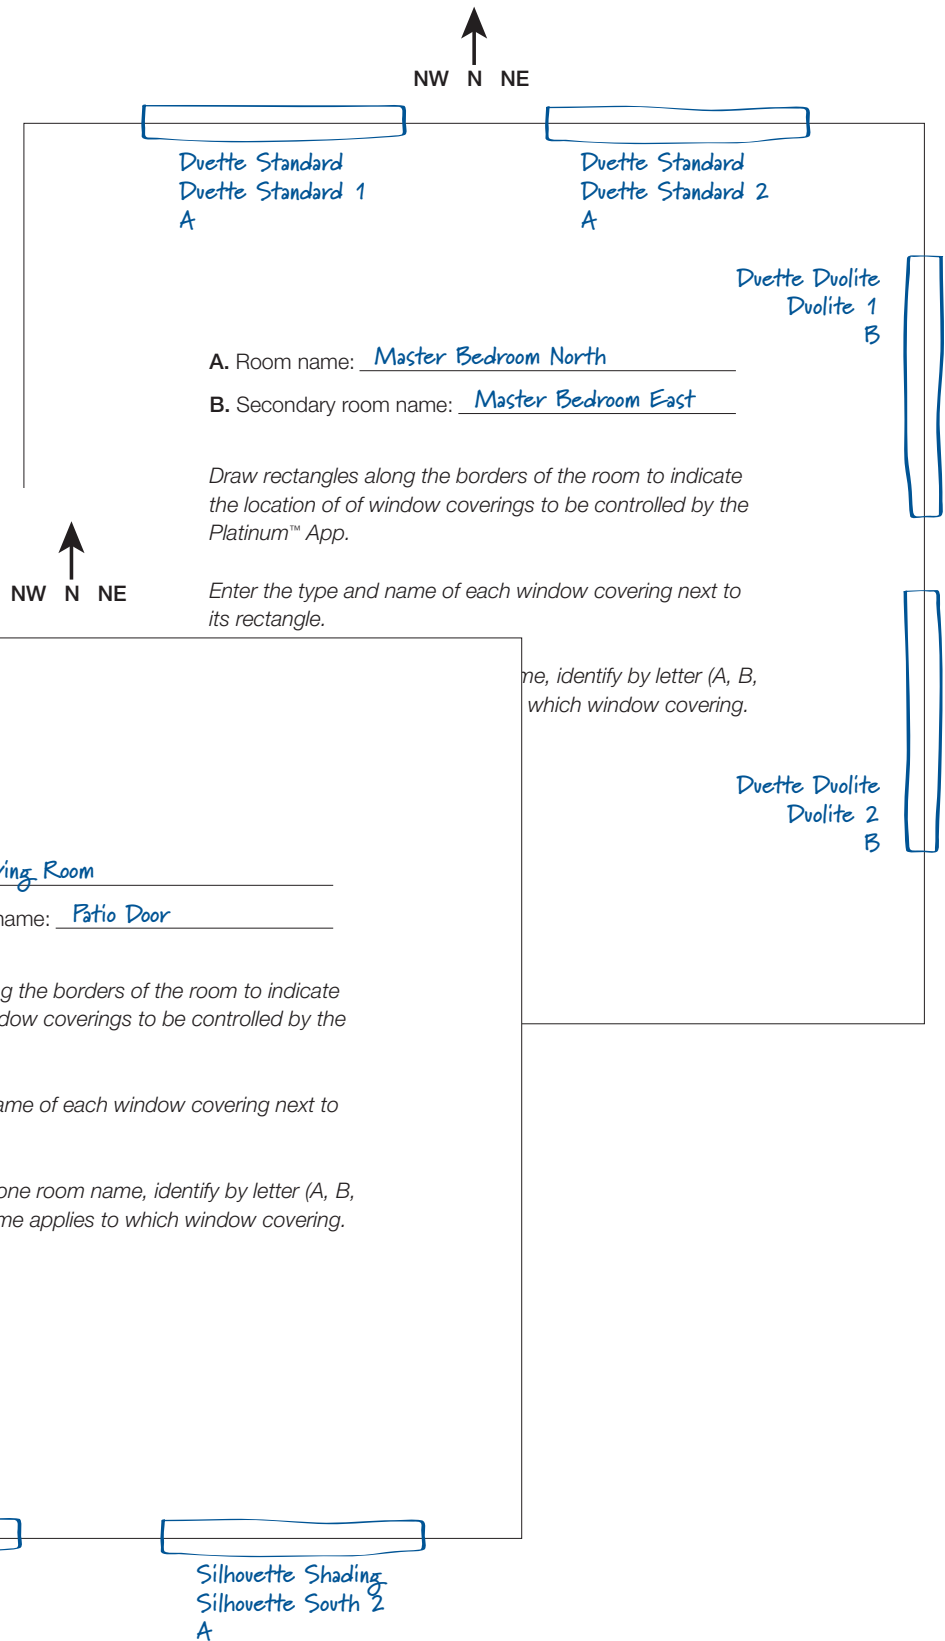 NW N NE
Duette Standard
Duette Standard 1
A
Duette Standard
Duette Standard 2
A
Duette Duolite
Duolite 1
B
A. Room name: Master Bedroom North
B. Secondary room name: Master Bedroom East
Draw rectangles along the borders of the room to indicate
the location of of window coverings to be controlled by the
Platinum™ App.
Enter the type and name of each window covering next to
its rectangle.
me, identify by letter (A, B,
which window covering.
Duette Duolite
Duolite 2
B
NW N NE
ving Room
name: Patio Door
g the borders of the room to indicate
dow coverings to be controlled by the
ame of each window covering next to
one room name, identify by letter (A, B,
me applies to which window covering.
Silhouette Shading
Silhouette South 2
A